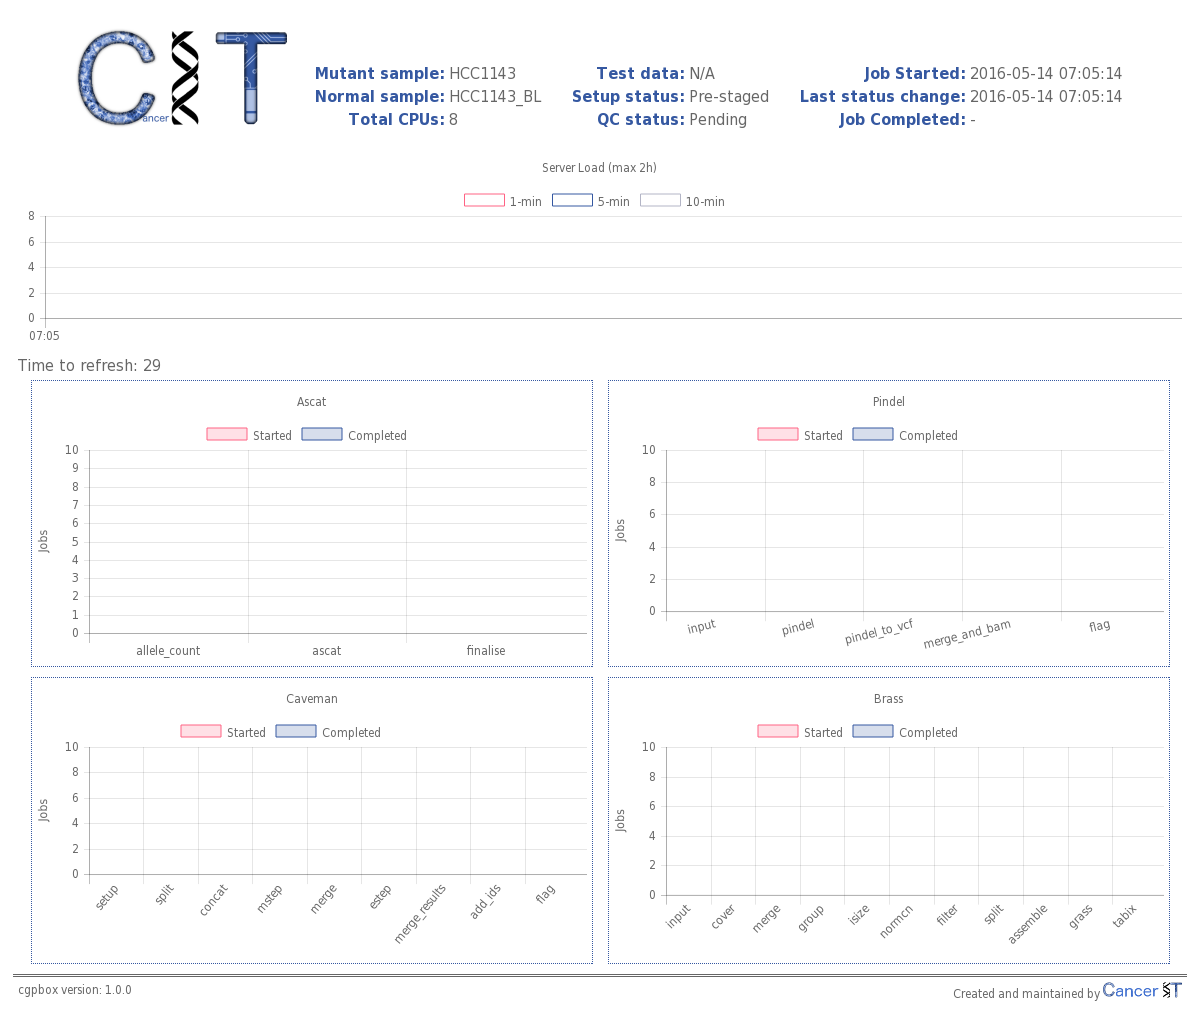 C IT
Cancer
Mutant sample: HCC1143 Test data: N/A Job Started: 2016-05-14 07:05:14
Normal sample: HCC1143_BL Setup status: Pre-staged Last status change: 2016-05-14 07:05:14
Total CPUs: 8 QC status: Pending Job Completed: -
Server Load (max 2h)
1-min 5-min 10-min
8
6
4
2
0
07:05
Time to refresh: 29
Ascat
Started Completed
Jobs
10
9
8
7
6
5
4
3
2
1
0
allele_count ascat finalise
Pindel
Started Completed
Jobs
10
8
6
4
2
0
input pindel pindel_to_vcf merge_and_bam flag
Caveman
Started Completed
Jobs
10
8
6
4
2
0
setup split concat mstep merge estep merge_results add_ids flag
Brass
Started Completed
Jobs
10
8
6
4
2
0
input cover merge group isize normcn filter split assemble grass tabix
cgpbox version: 1.0.0
Created and maintained by Cancer IT